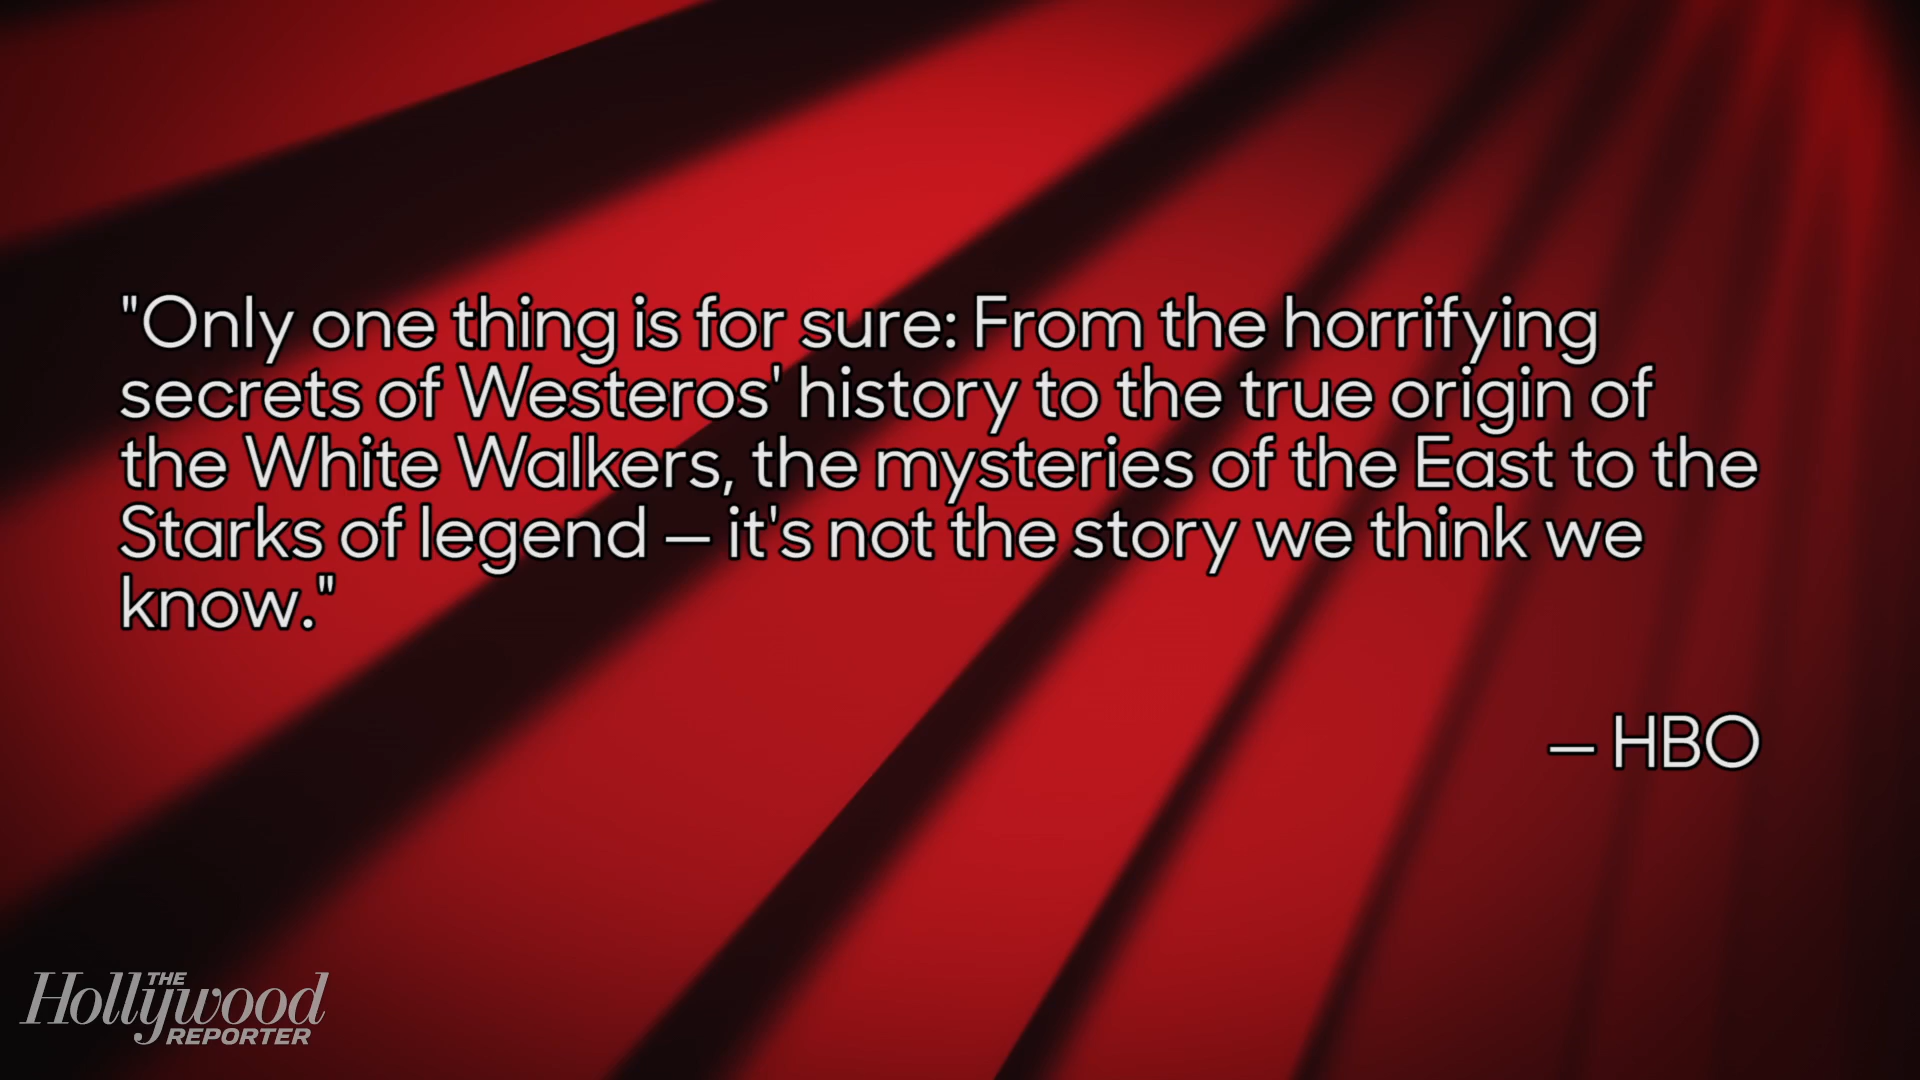 "Only one thing is for sure: From the horrifying
secrets of Westeros' history to the true origin of
the White Walkers, the mysteries of the East to the
Starks of legend — it's not the story we think we
know."
— HBO
THE
Hollywood
REPORTER